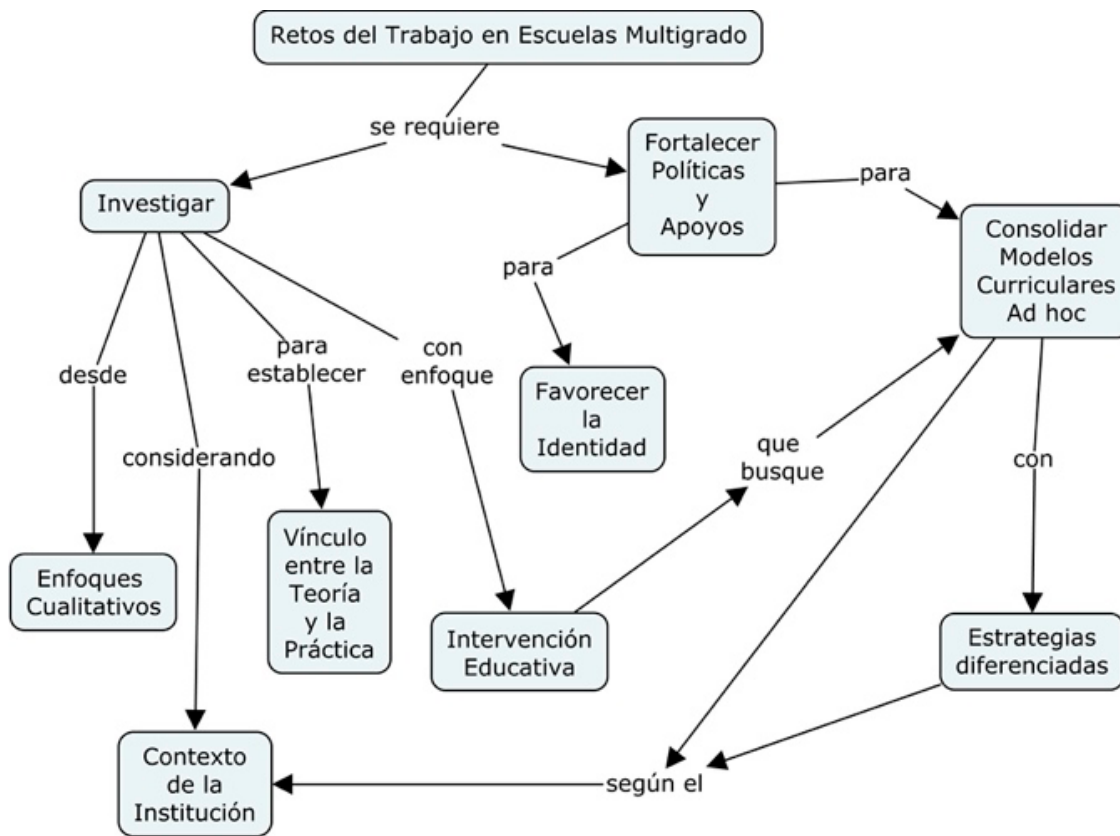 Retos del Trabajo en Escuelas Multigrado
se requiere
Fortalecer
Políticas
y
Apoyos
para
Investigar
Consolidar
Modelos
Curriculares
Ad hoc
para
desde
considerando
para
establecer
con
enfoque
Favorecer
la
Identidad
que
busque
con
Enfoques
Cualitativos
Vínculo
entre la
Teoría
y la
Práctica
Intervención
Educativa
Estrategias
diferenciadas
Contexto
de la
Institución
según el